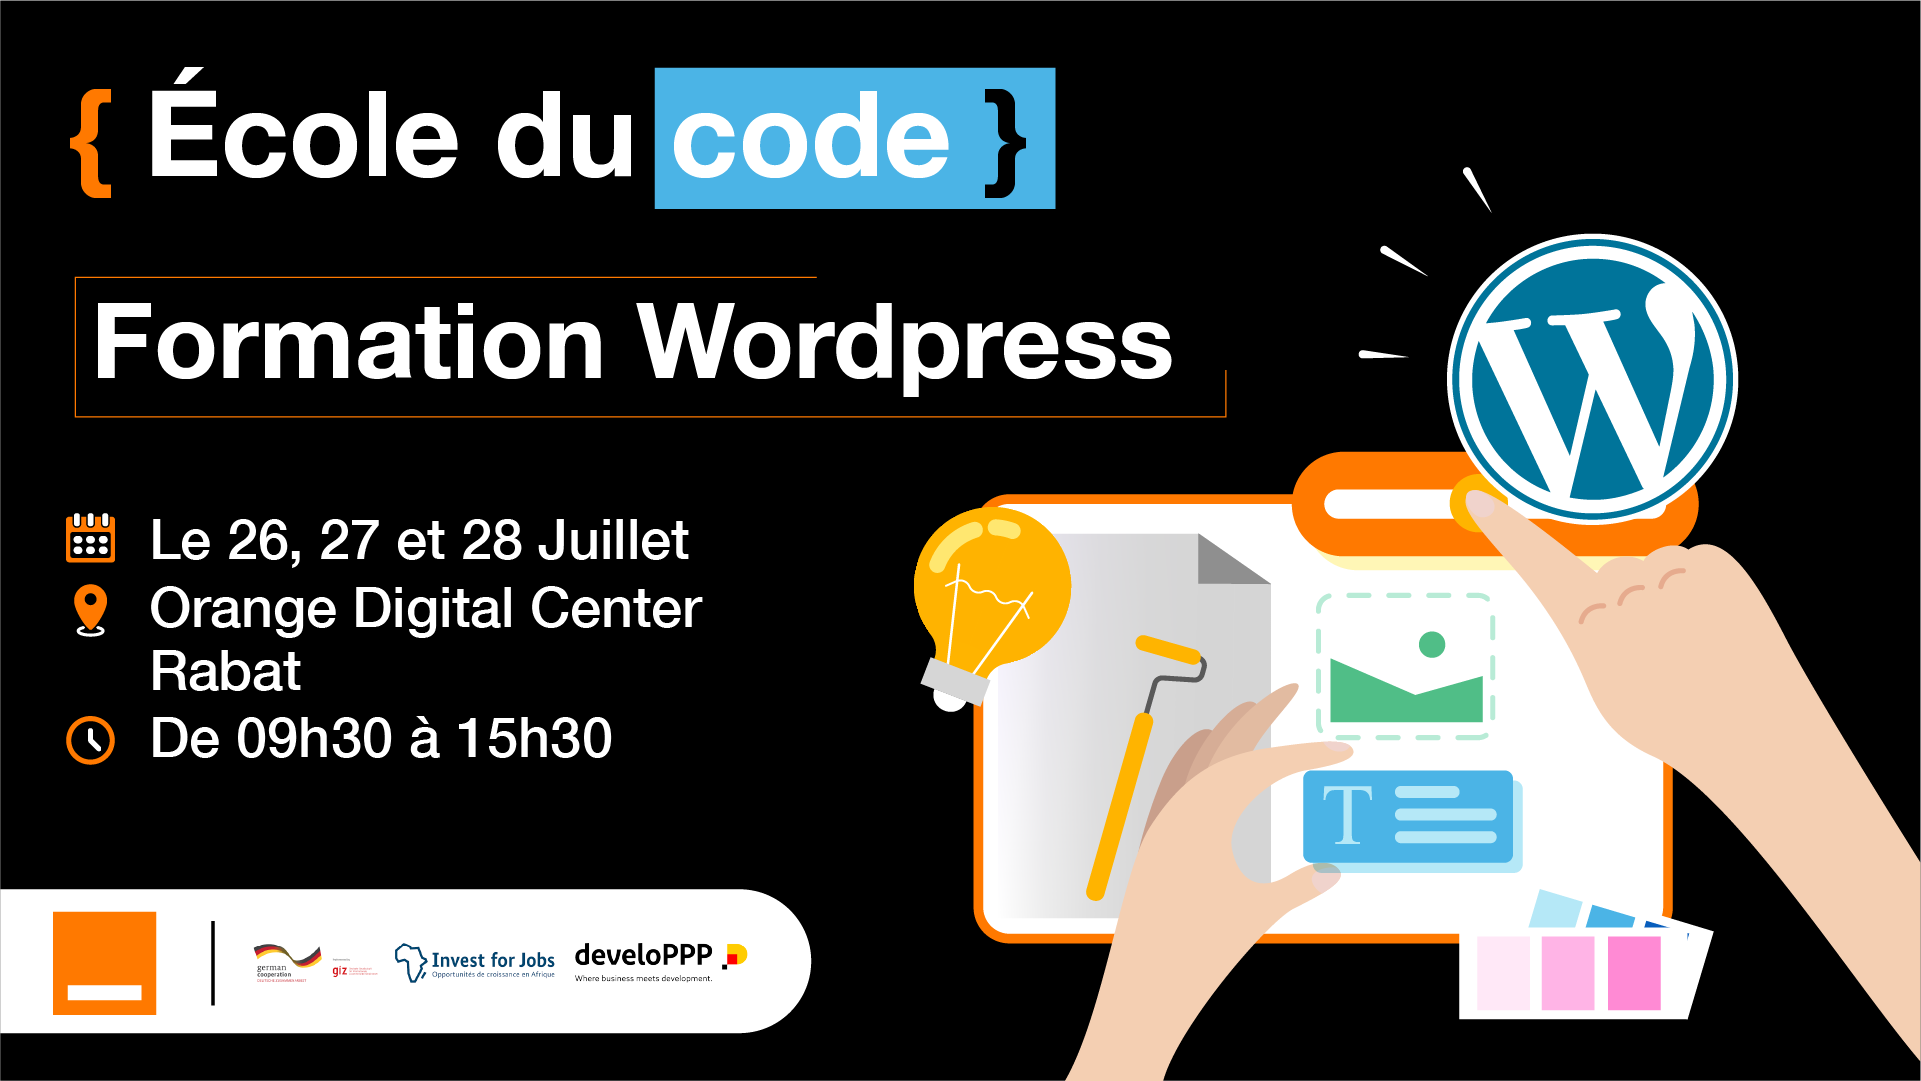 { École du code }
Formation Wordpress
Le 26, 27 et 28 Juillet
Orange Digital Center
Rabat
De 09h30 à 15h30
W
T
german
cooperation
giz
Invest for Jobs
Opportunités de croissance en Afrique
develoPPP
Where business meets development.